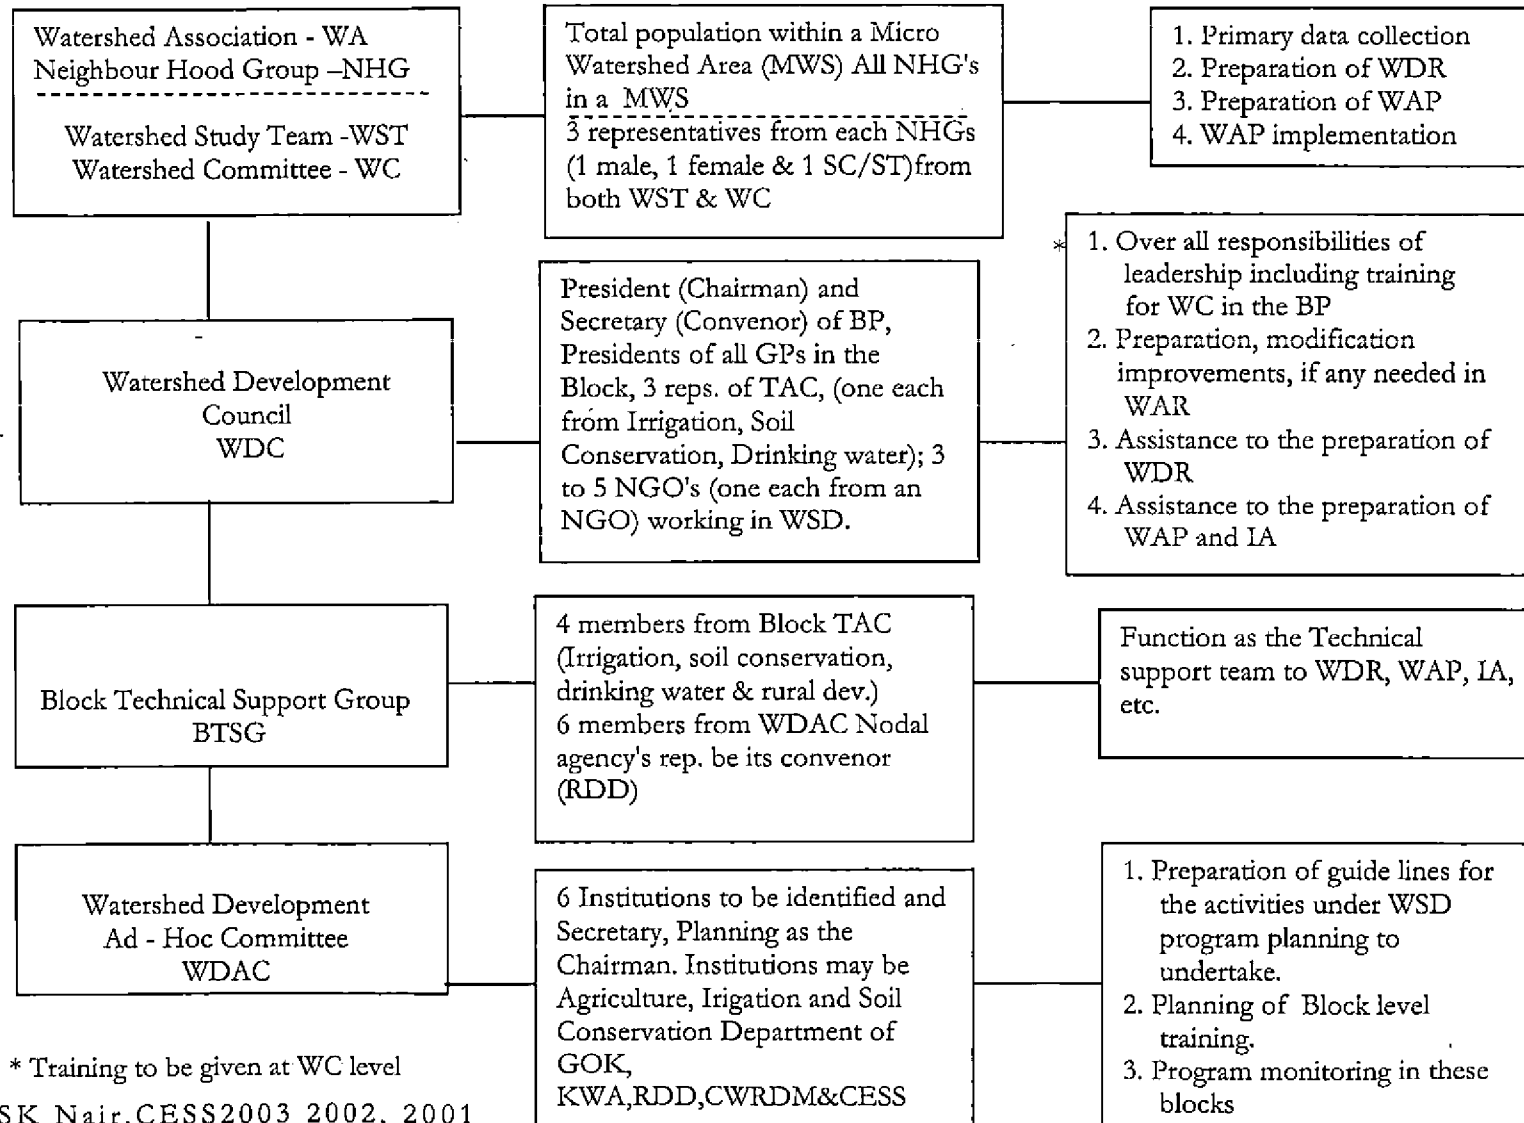 Watershed Association - WA
Neighbour Hood Group –NHG
Watershed Study Team -WST
Watershed Committee - WC
Total population within a Micro
Watershed Area (MWS) All NHG's
in a MWS
3 representatives from each NHGs
(1 male, 1 female & 1 SC/ST)from
both WST & WC
1. Primary data collection
2. Preparation of WDR
3. Preparation of WAP
4. WAP implementation
Watershed Development
Council
WDC
President (Chairman) and
Secretary (Convenor) of BP,
Presidents of all GPs in the
Block, 3 reps. of TAC, (one each
from Irrigation, Soil
Conservation, Drinking water); 3
to 5 NGO's (one each from an
NGO) working in WSD.
* 1. Over all responsibilities of
leadership including training
for WC in the BP
2. Preparation, modification
improvements, if any needed in
WAR
3. Assistance to the preparation of
WDR
4. Assistance to the preparation of
WAP and IA
Block Technical Support Group
BTSG
4 members from Block TAC
(Irrigation, soil conservation,
drinking water & rural dev.)
6 members from WDAC Nodal
agency's rep. be its convenor
(RDD)
Function as the Technical
support team to WDR, WAP, IA,
etc.
Watershed Development
Ad - Hoc Committee
WDAC
6 Institutions to be identified and
Secretary, Planning as the
Chairman. Institutions may be
Agriculture, Irigation and Soil
Conservation Department of
GOK,
KWA,RDD,CWRDM&CESS
1. Preparation of guide lines for
the activities under WSD
program planning to
undertake.
2. Planning of Block level
training.
3. Program monitoring in these
blocks
* Training to be given at WC level
SK Nair,CESS2003 2002, 2001